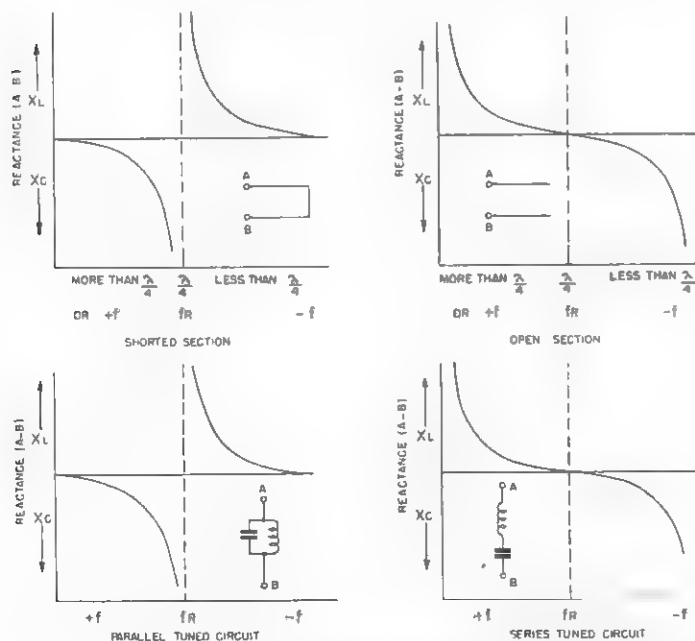 REACTANCE (A-B)
XL
XC
A
B
MORE THAN λ/4 λ/4 LESS THAN λ/4
OR +f fR -f
SHORTED SECTION
REACTANCE (A-B)
XL
XC
A
B
MORE THAN λ/4 λ/4 LESS THAN λ/4
OR +f fR -f
OPEN SECTION
REACTANCE (A-B)
XL
XC
A
B
+f fR -f
PARALLEL TUNED CIRCUIT
REACTANCE (A-B)
XL
XC
A
B
+f fR -f
SERIES TUNED CIRCUIT